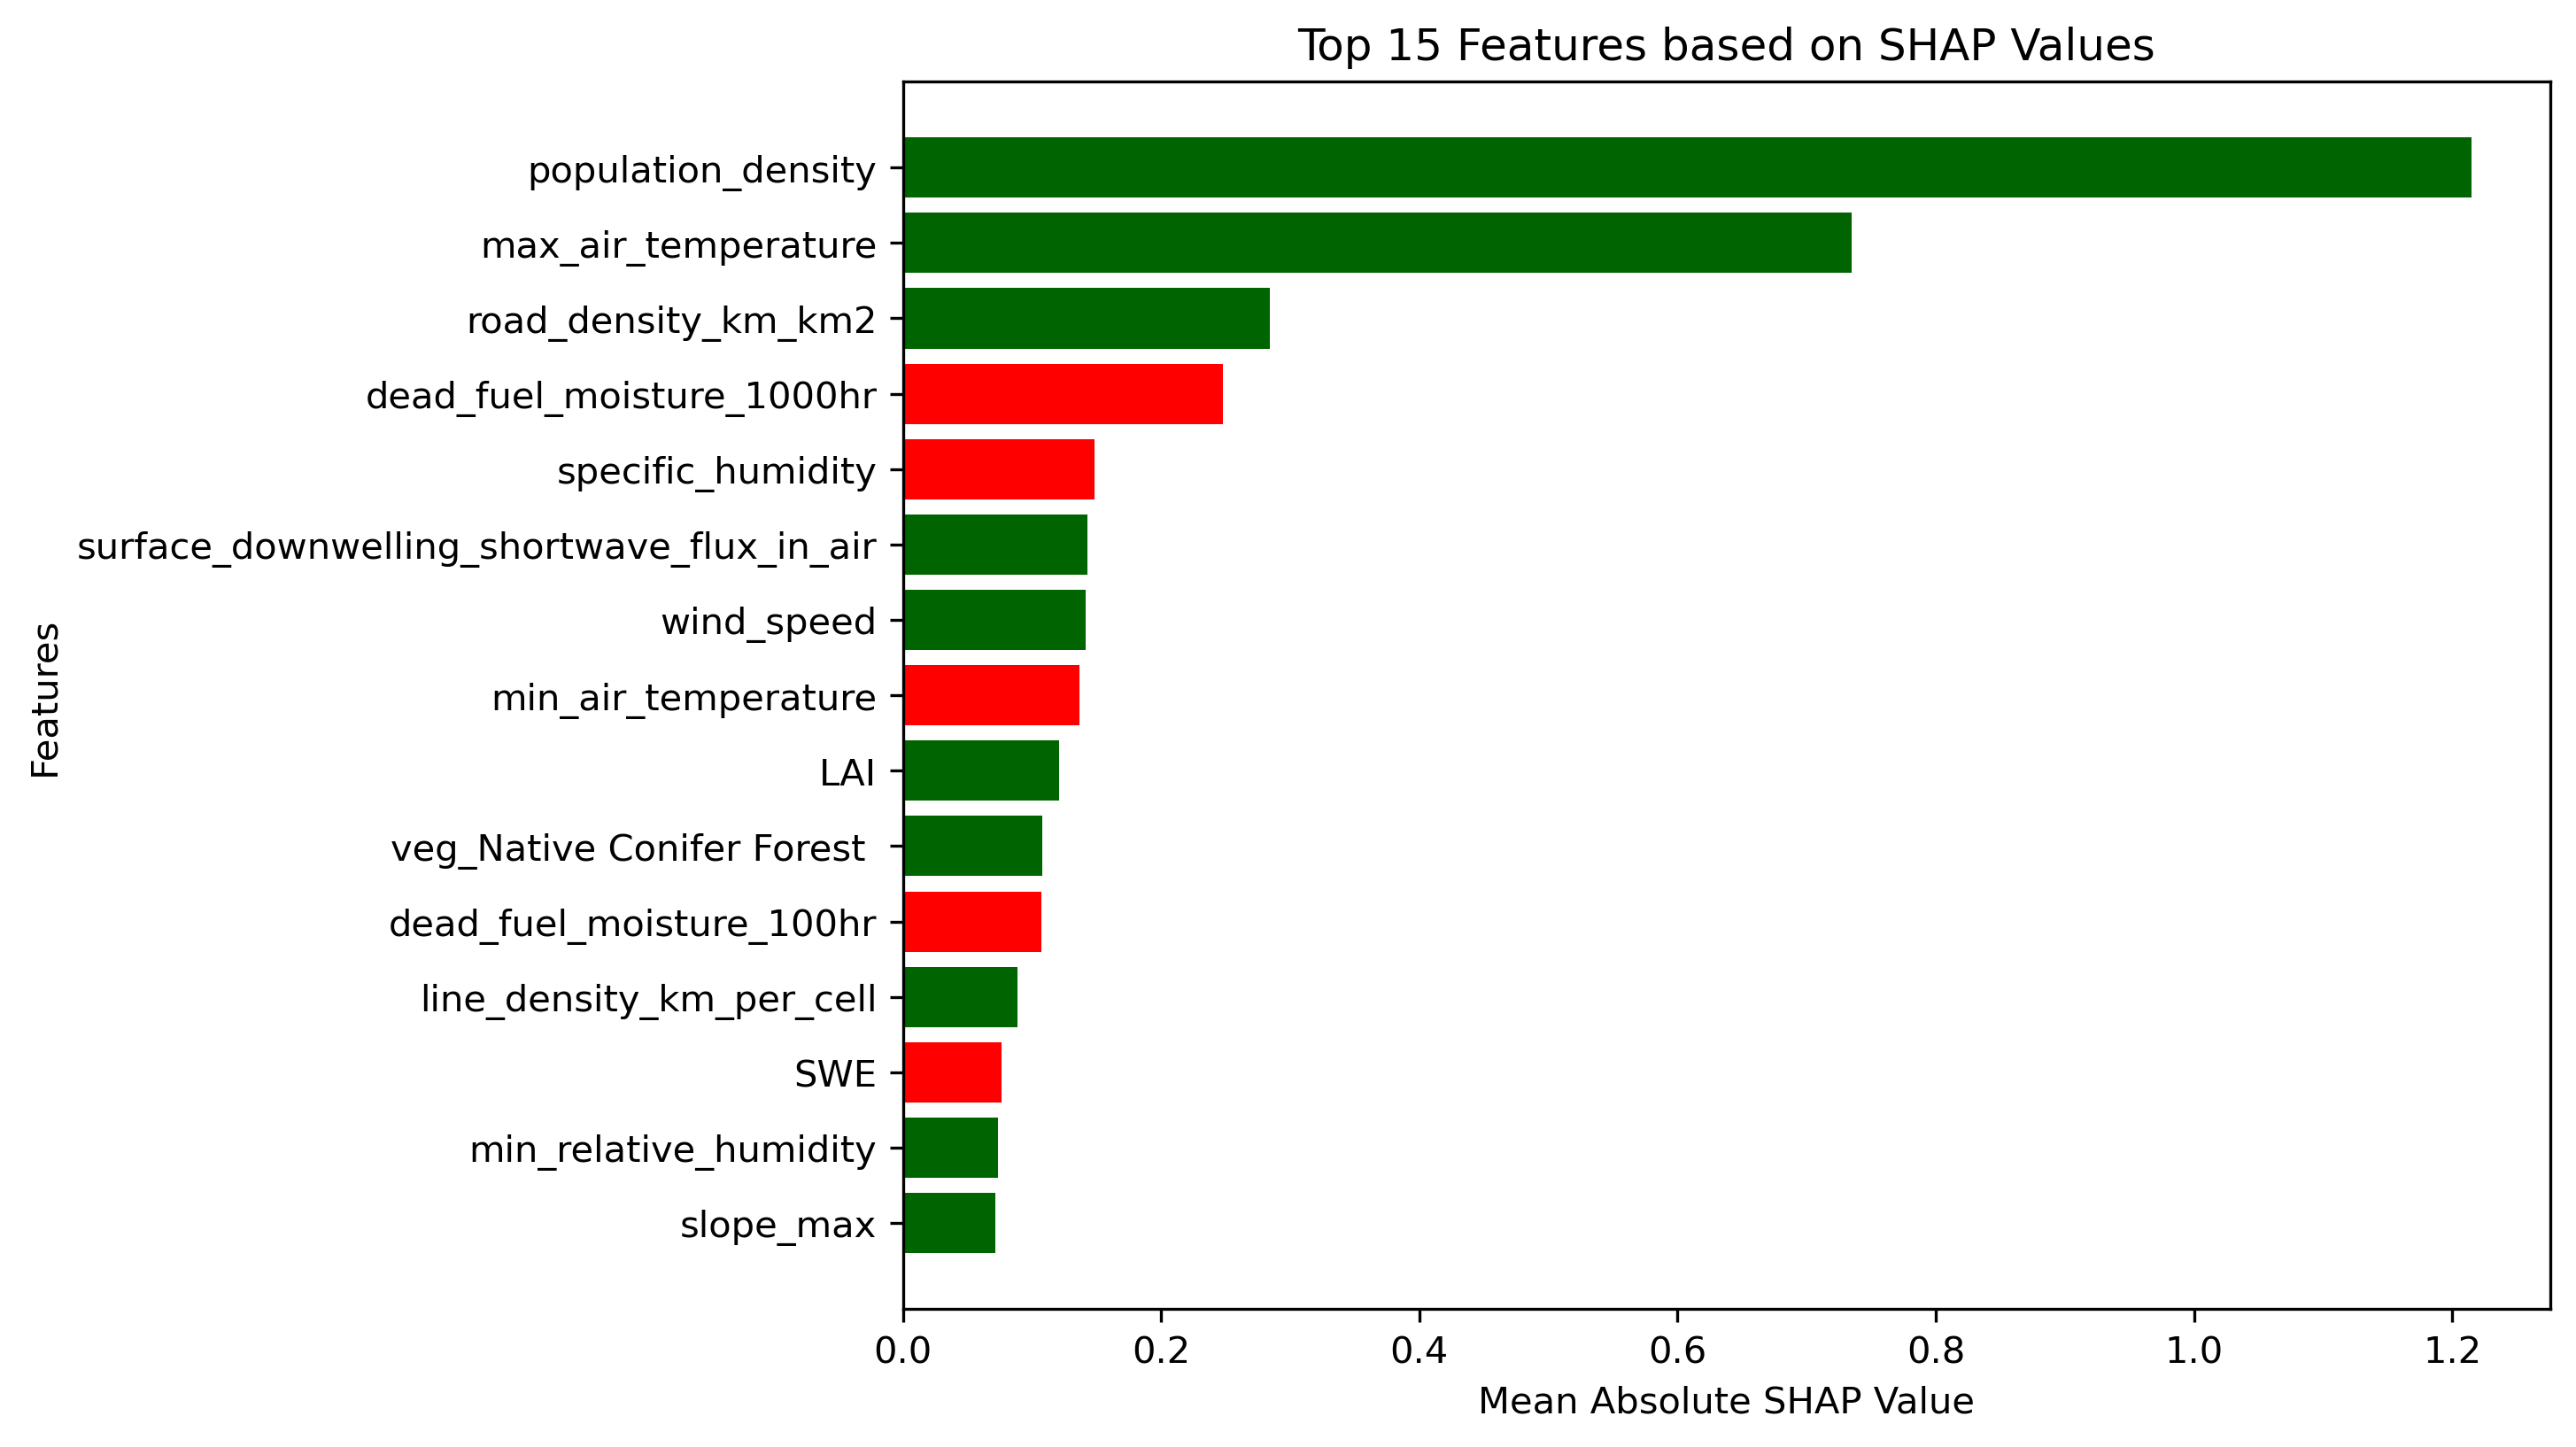 Top 15 Features based on SHAP Values
Features
population_density
max_air_temperature
road_density_km_km2
dead_fuel_moisture_1000hr
specific_humidity
surface_downwelling_shortwave_flux_in_air
wind_speed
min_air_temperature
LAI
veg_Native Conifer Forest
dead_fuel_moisture_100hr
line_density_km_per_cell
SWE
min_relative_humidity
slope_max
0.0 0.2 0.4 0.6 0.8 1.0 1.2
Mean Absolute SHAP Value